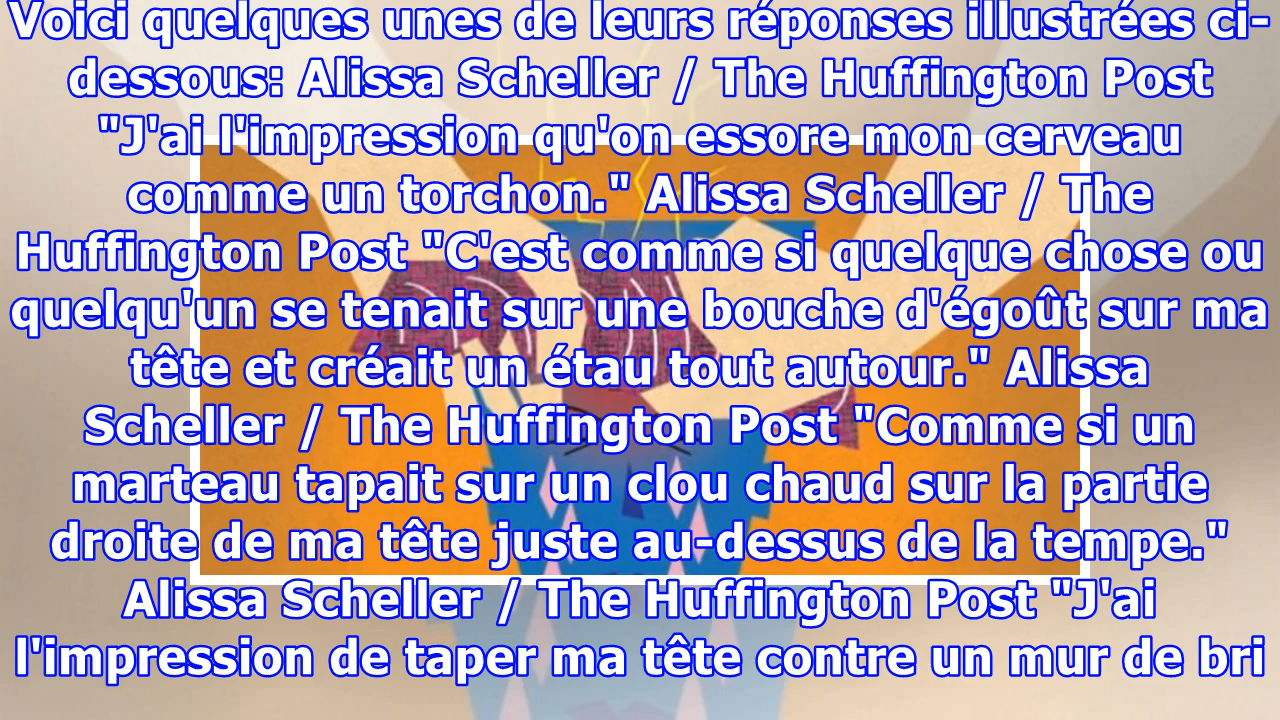 Voici quelques unes de leurs réponses illustrées ci-
dessous: Alissa Scheller / The Huffington Post
"J'ai l'impression qu'on essore mon cerveau
comme un torchon." Alissa Scheller / The
Huffington Post "C'est comme si quelque chose ou
quelqu'un se tenait sur une bouche d'égoût sur ma
tête et créait un étau tout autour." Alissa
Scheller / The Huffington Post "Comme si un
marteau tapait sur un clou chaud sur la partie
droite de ma tête juste au-dessus de la tempe."
Alissa Scheller / The Huffington Post "J'ai
l'impression de taper ma tête contre un mur de bri